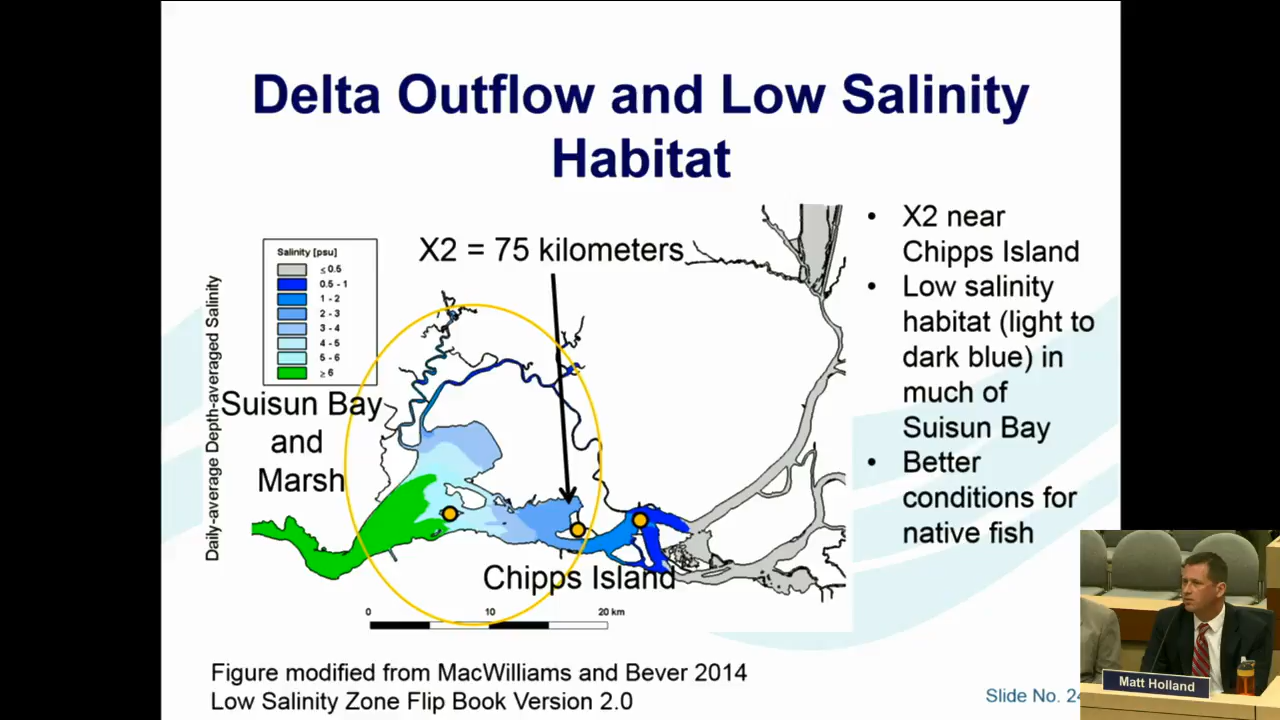 Delta Outflow and Low Salinity
Habitat
X2 = 75 kilometers
Salinity [psu]
≤ 0.5
0.5 - 1
1 - 2
2 - 3
3 - 4
4 - 5
5 - 6
≥ 6
Daily-average Depth-averaged Salinity
Suisun Bay
and
Marsh
Chipps Island
0 10 20 km
• X2 near
Chipps Island
• Low salinity
habitat (light to
dark blue) in
much of
Suisun Bay
• Better
conditions for
native fish
Figure modified from MacWilliams and Bever 2014
Low Salinity Zone Flip Book Version 2.0
Slide No.
Matt Holland